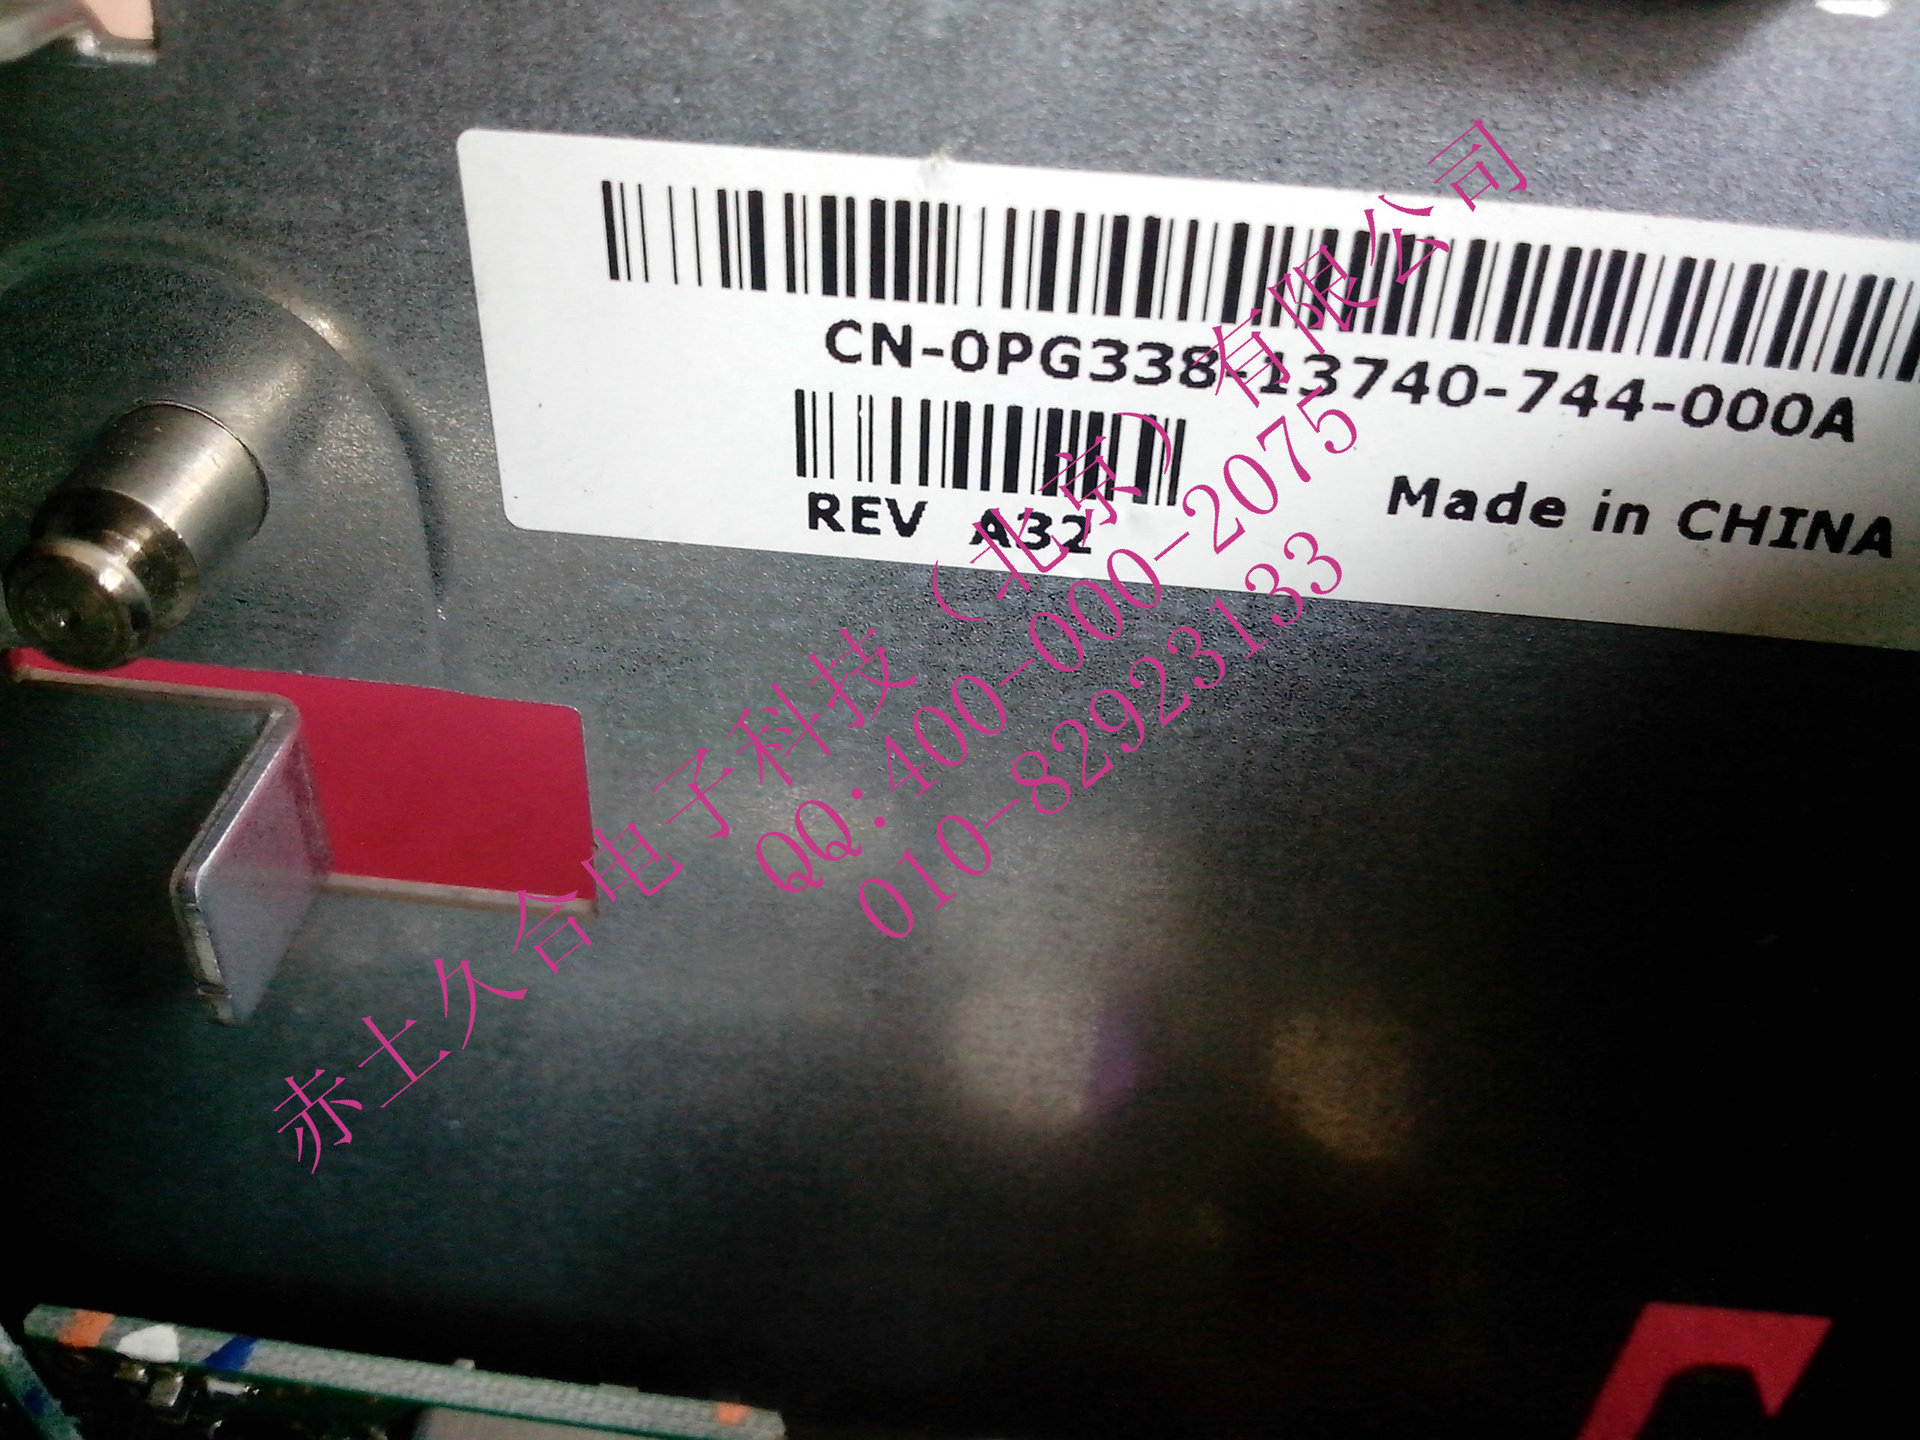 CN-0PG338-13740-744-000A
REV A32
Made in CHINA
赤土久合电子科技（北京）有限公司
QQ:400-000-2075
010-82923133